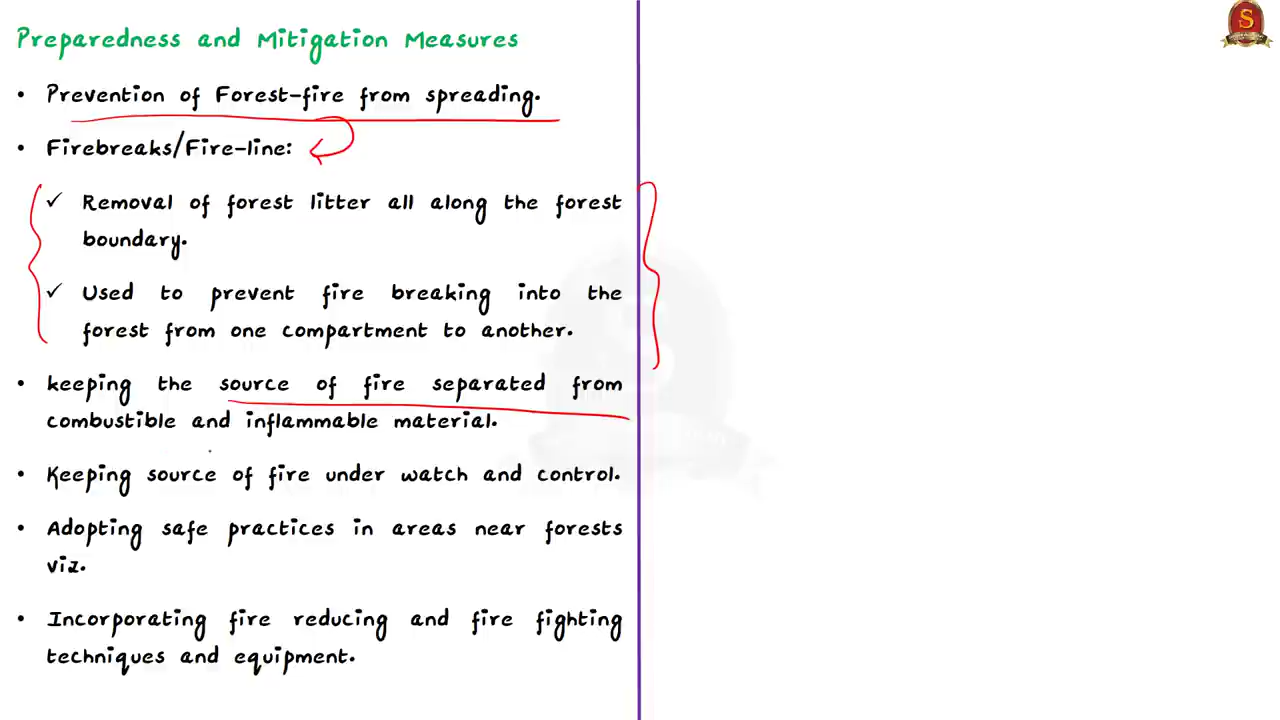 Preparedness and Mitigation Measures
• Prevention of Forest-fire from spreading.
• Firebreaks/Fire-line:
✓ Removal of forest litter all along the forest
boundary.
✓ Used to prevent fire breaking into the
forest from one compartment to another.
• keeping the source of fire separated from
combustible and inflammable material.
• Keeping source of fire under watch and control.
• Adopting safe practices in areas near forests
viz.
• Incorporating fire reducing and fire fighting
techniques and equipment.
S